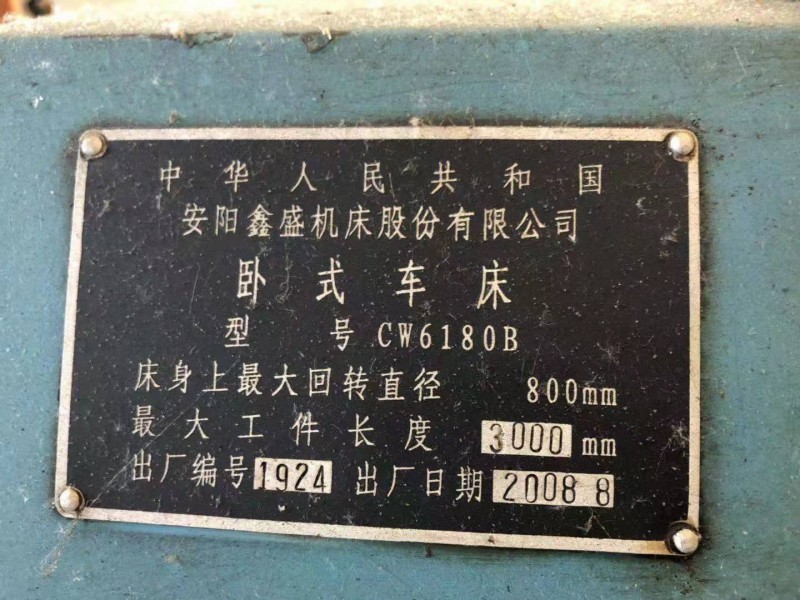 中华人民共和国
安阳鑫盛机床股份有限公司
卧式车床
型号 CW6180B
床身上最大回转直径 800mm
最大工件长度 3000 mm
出厂编号 1924 出厂日期 2008 8